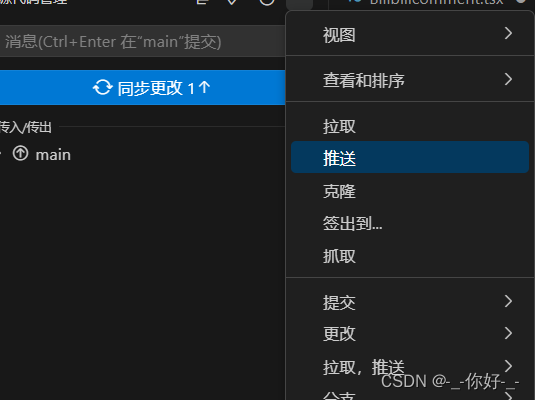 源代码管理
Bilibilicomment.tsx
消息(Ctrl+Enter 在“main”提交)
同步更改 1↑
传入/传出
main
视图
查看和排序
拉取
推送
克隆
签出到...
抓取
提交
更改
拉取，推送
分支
CSDN @-_-你好-_-